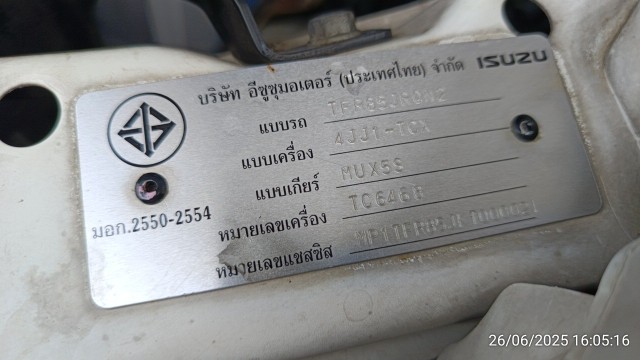 บริษัท อีซูซุมอเตอร์ (ประเทศไทย) จำกัด ISUZU
แบบรถ
แบบเครื่อง 4JJ1-TCX
แบบเกียร์ MUX5S
มอก.2550-2554
หมายเลขเครื่อง
หมายเลขแชสซิส
26/06/2025 16:05:16